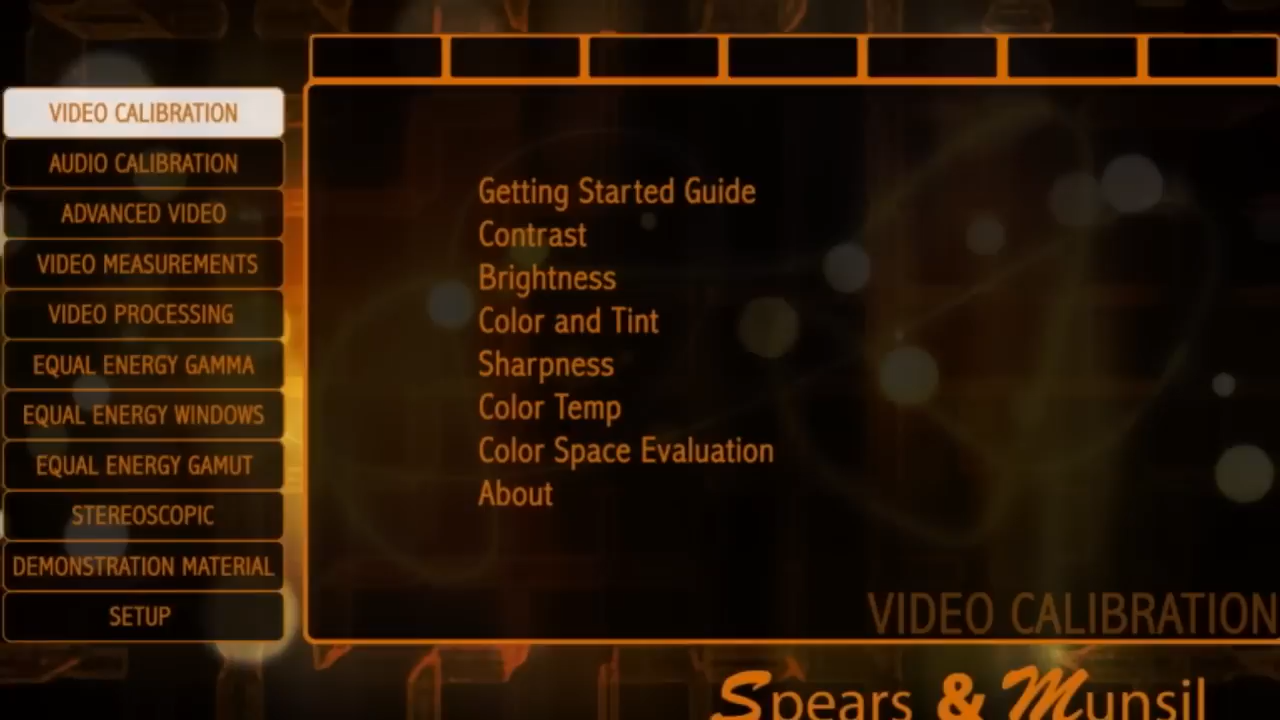 VIDEO CALIBRATION
AUDIO CALIBRATION
ADVANCED VIDEO
VIDEO MEASUREMENTS
VIDEO PROCESSING
EQUAL ENERGY GAMMA
EQUAL ENERGY WINDOWS
EQUAL ENERGY GAMUT
STEREOSCOPIC
DEMONSTRATION MATERIAL
SETUP
Getting Started Guide
Contrast
Brightness
Color and Tint
Sharpness
Color Temp
Color Space Evaluation
About
VIDEO CALIBRATION
Spears & Munsil